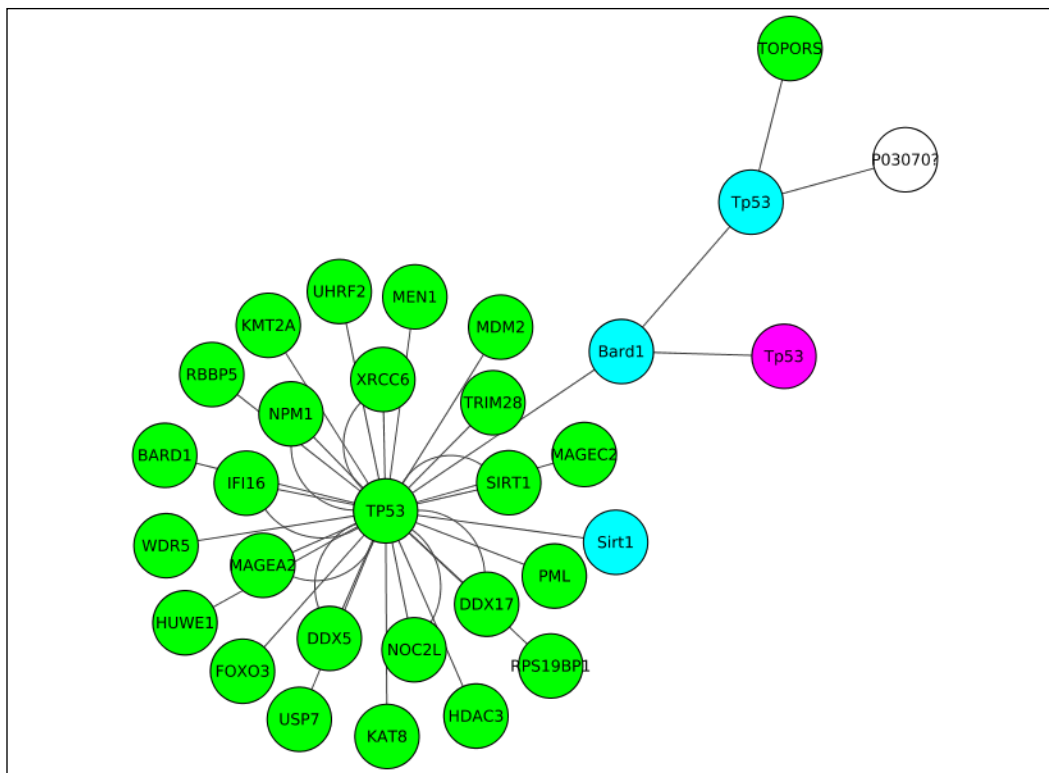 TOPORS
P03070?
Tp53
UHRF2
MEN1
KMT2A
MDM2
Bard1
Tp53
RBBP5
XRCC6
NPM1
TRIM28
BARD1
MAGEC2
IFI16
SIRT1
TP53
WDR5
Sirt1
MAGEA2
PML
DDX17
HUWE1
DDX5
NOC2L
FOXO3
RPS19BP1
USP7
HDAC3
KAT8